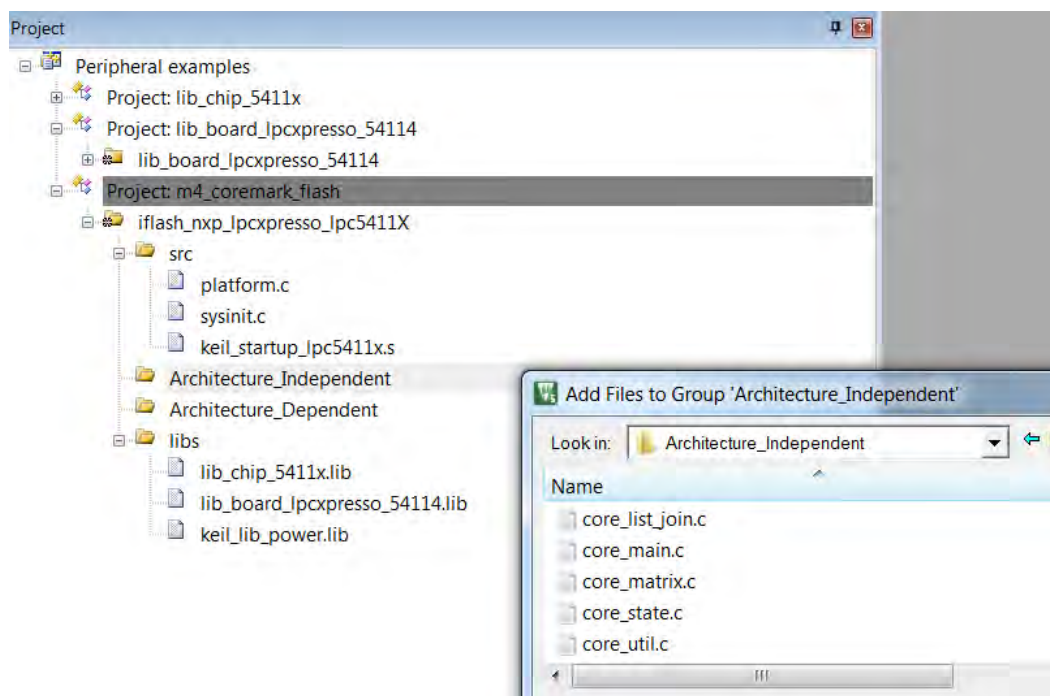 Project
Peripheral examples
Project: lib_chip_5411x
Project: lib_board_lpcxpresso_54114
lib_board_lpcxpresso_54114
Project: m4_coremark_flash
iflash_nxp_lpcxpresso_lpc5411X
src
platform.c
sysinit.c
keil_startup_lpc5411x.s
Architecture_Independent
Architecture_Dependent
libs
lib_chip_5411x.lib
lib_board_lpcxpresso_54114.lib
keil_lib_power.lib
Add Files to Group 'Architecture_Independent'
Look in: Architecture_Independent
Name
core_list_join.c
core_main.c
core_matrix.c
core_state.c
core_util.c